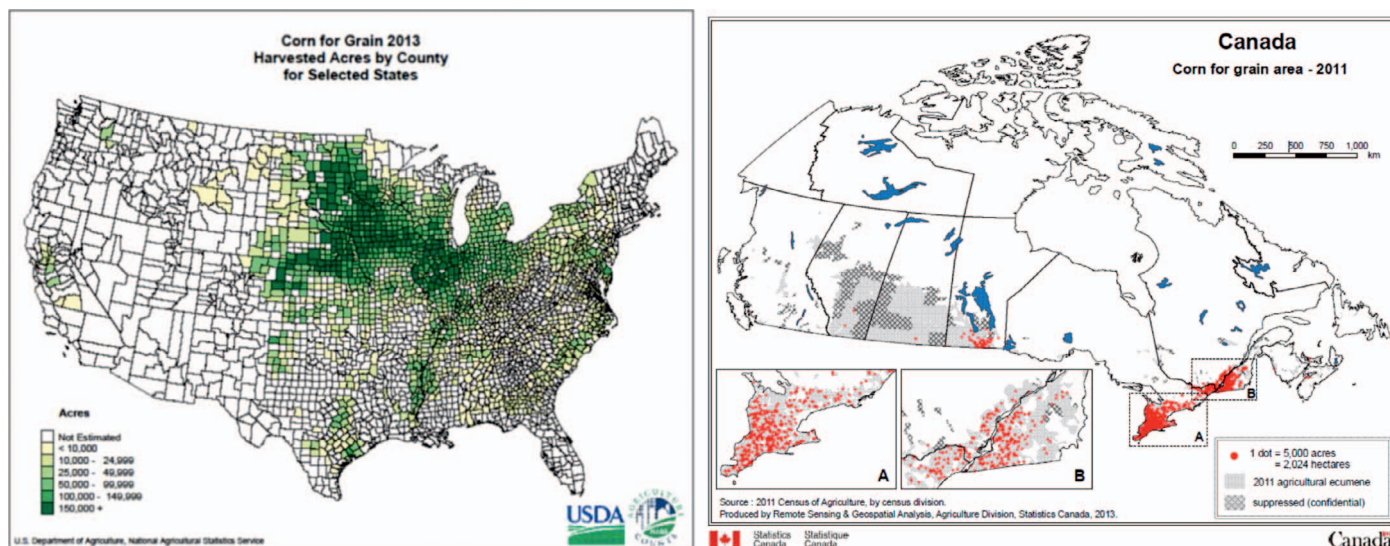 Corn for Grain 2013
Harvested Acres by County
for Selected States
Acres
Not Estimated
< 10,000
10,000 - 24,999
25,000 - 49,999
50,000 - 99,999
100,000 - 149,999
150,000 +
USDA
AGRICULTURE
COUNTS
U.S. Department of Agriculture, National Agricultural Statistics Service
Canada
Corn for grain area - 2011
0 250 500 750 1,000
km
A
B
A
B
1 dot = 5,000 acres
= 2,024 hectares
2011 agricultural ecumene
suppressed (confidential)
Source : 2011 Census of Agriculture, by census division.
Produced by Remote Sensing & Geospatial Analysis, Agriculture Division, Statistics Canada, 2013.
Statistics Statistique
Canada Canada
Canada